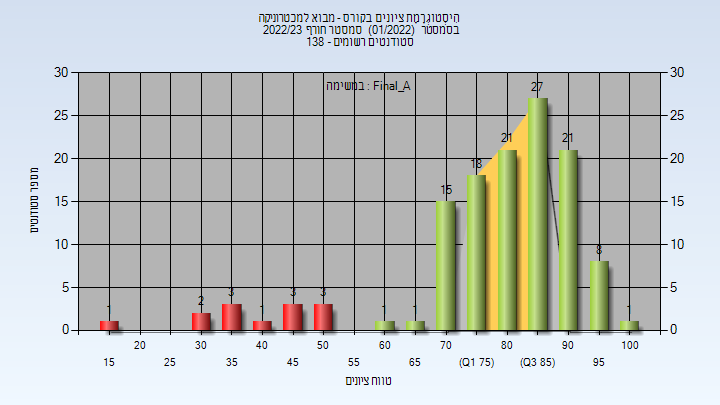 היסטוגרמת ציונים בקורס - מבוא למכטרוניקה
בסמסטר (01/2022) סמסטר חורף 2022/23
סטודנטים רשומים - 138
במשימה : Final_A
מספר סטודנטים
30 25 20 15 10 5 0
1 2 3 1 3 3 1 1 15 18 21 27 21 8 1
30 25 20 15 10 5 0
20 30 40 50 60 70 80 90 100
15 25 35 45 55 65 (Q1 75) (Q3 85) 95
טווח ציונים